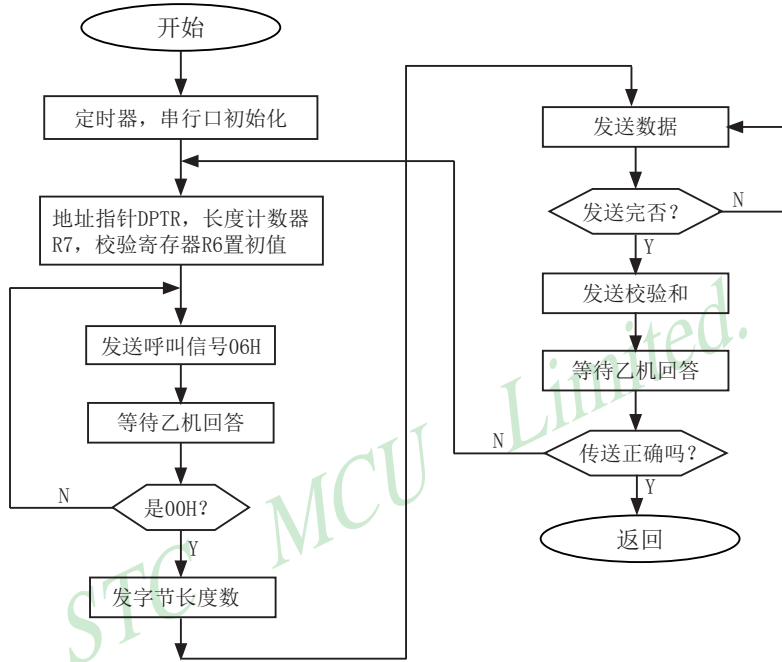 开始
定时器，串行口初始化
地址指针DPTR，长度计数器
R7，校验寄存器R6置初值
发送呼叫信号06H
等待乙机回答
是00H?
N
Y
发字节长度数
发送数据
发送完否?
N
Y
发送校验和
等待乙机回答
传送正确吗?
N
Y
返回
STC MCU Limited.